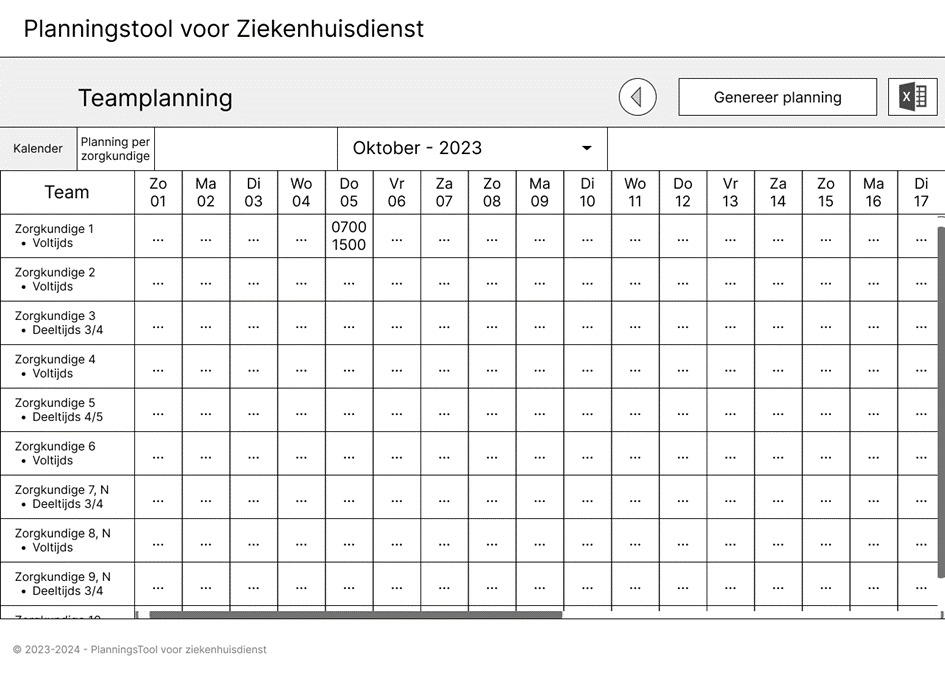 Planningstool voor Ziekenhuisdienst
Teamplanning
Genereer planning
X
Kalender
Planning per
zorgkundige
Oktober - 2023
Team
Zo Ma Di Wo Do Vr Za Zo Ma Di Wo Do Vr Za Zo Ma Di
01 02 03 04 05 06 07 08 09 10 11 12 13 14 15 16 17
Zorgkundige 1
• Voltijds
... ... ... ... 0700 ... ... ... ... ... ... ... ... ... ... ... ...
1500
Zorgkundige 2
• Voltijds
... ... ... ... ... ... ... ... ... ... ... ... ... ... ... ... ...
Zorgkundige 3
• Deeltijds 3/4
... ... ... ... ... ... ... ... ... ... ... ... ... ... ... ... ...
Zorgkundige 4
• Voltijds
... ... ... ... ... ... ... ... ... ... ... ... ... ... ... ... ...
Zorgkundige 5
• Deeltijds 4/5
... ... ... ... ... ... ... ... ... ... ... ... ... ... ... ... ...
Zorgkundige 6
• Voltijds
... ... ... ... ... ... ... ... ... ... ... ... ... ... ... ... ...
Zorgkundige 7, N
• Deeltijds 3/4
... ... ... ... ... ... ... ... ... ... ... ... ... ... ... ... ...
Zorgkundige 8, N
• Voltijds
... ... ... ... ... ... ... ... ... ... ... ... ... ... ... ... ...
Zorgkundige 9, N
• Deeltijds 3/4
... ... ... ... ... ... ... ... ... ... ... ... ... ... ... ... ...
Zorgkundige 10
© 2023-2024 - PlanningsTool voor ziekenhuisdienst